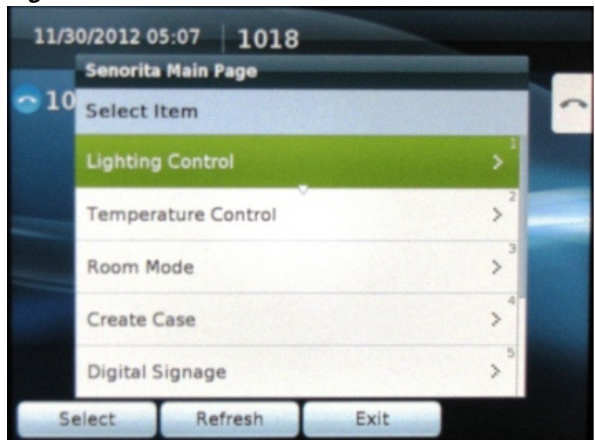 11/30/2012 05:07 1018
Senorita Main Page
10
Select Item
Lighting Control > 1
Temperature Control > 2
Room Mode > 3
Create Case > 4
Digital Signage > 5
Select Refresh Exit